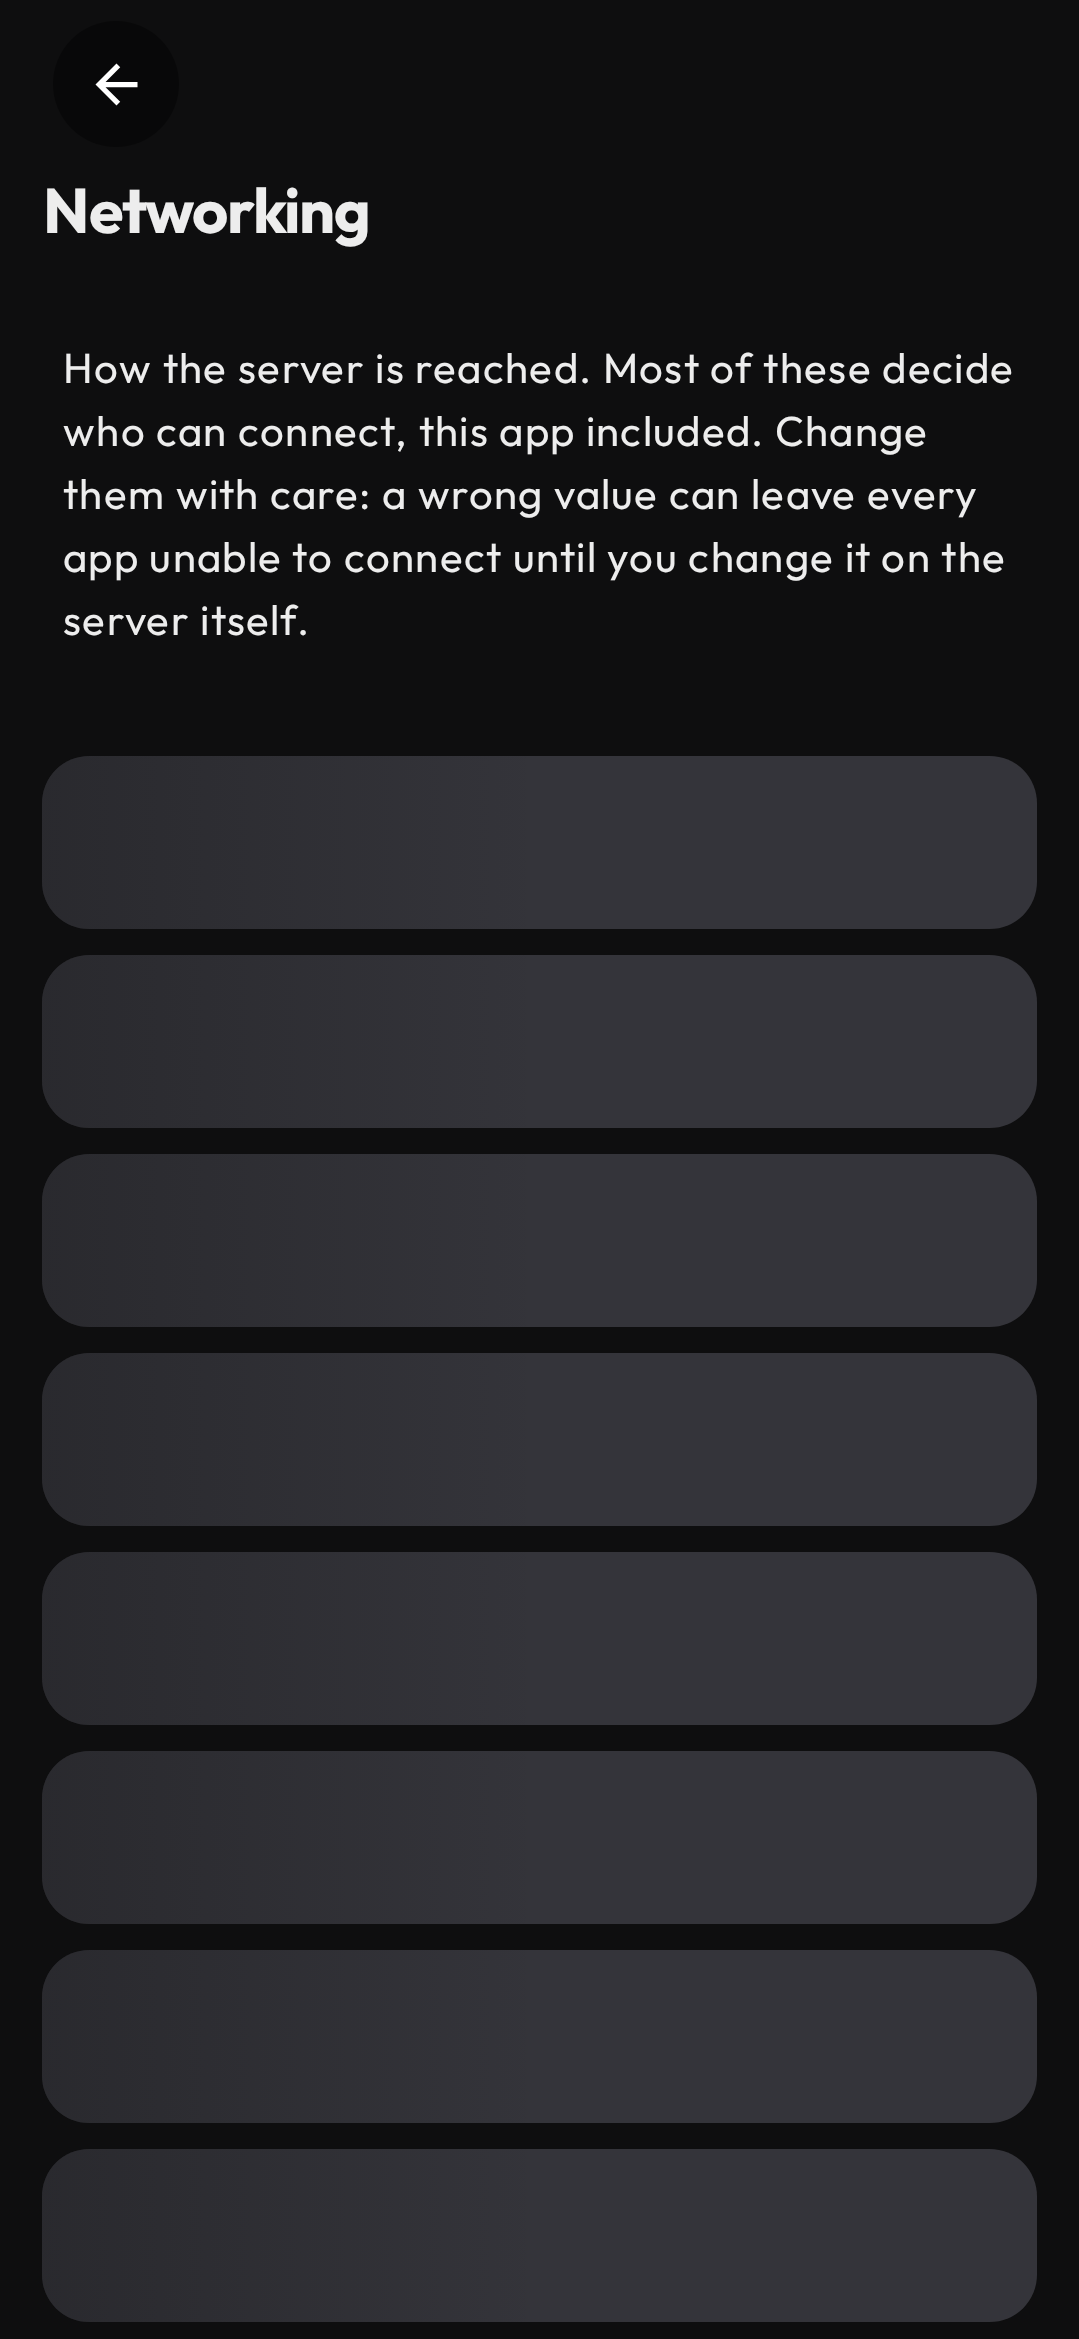 Networking
How the server is reached. Most of these decide
who can connect, this app included. Change
them with care: a wrong value can leave every
app unable to connect until you change it on the
server itself.